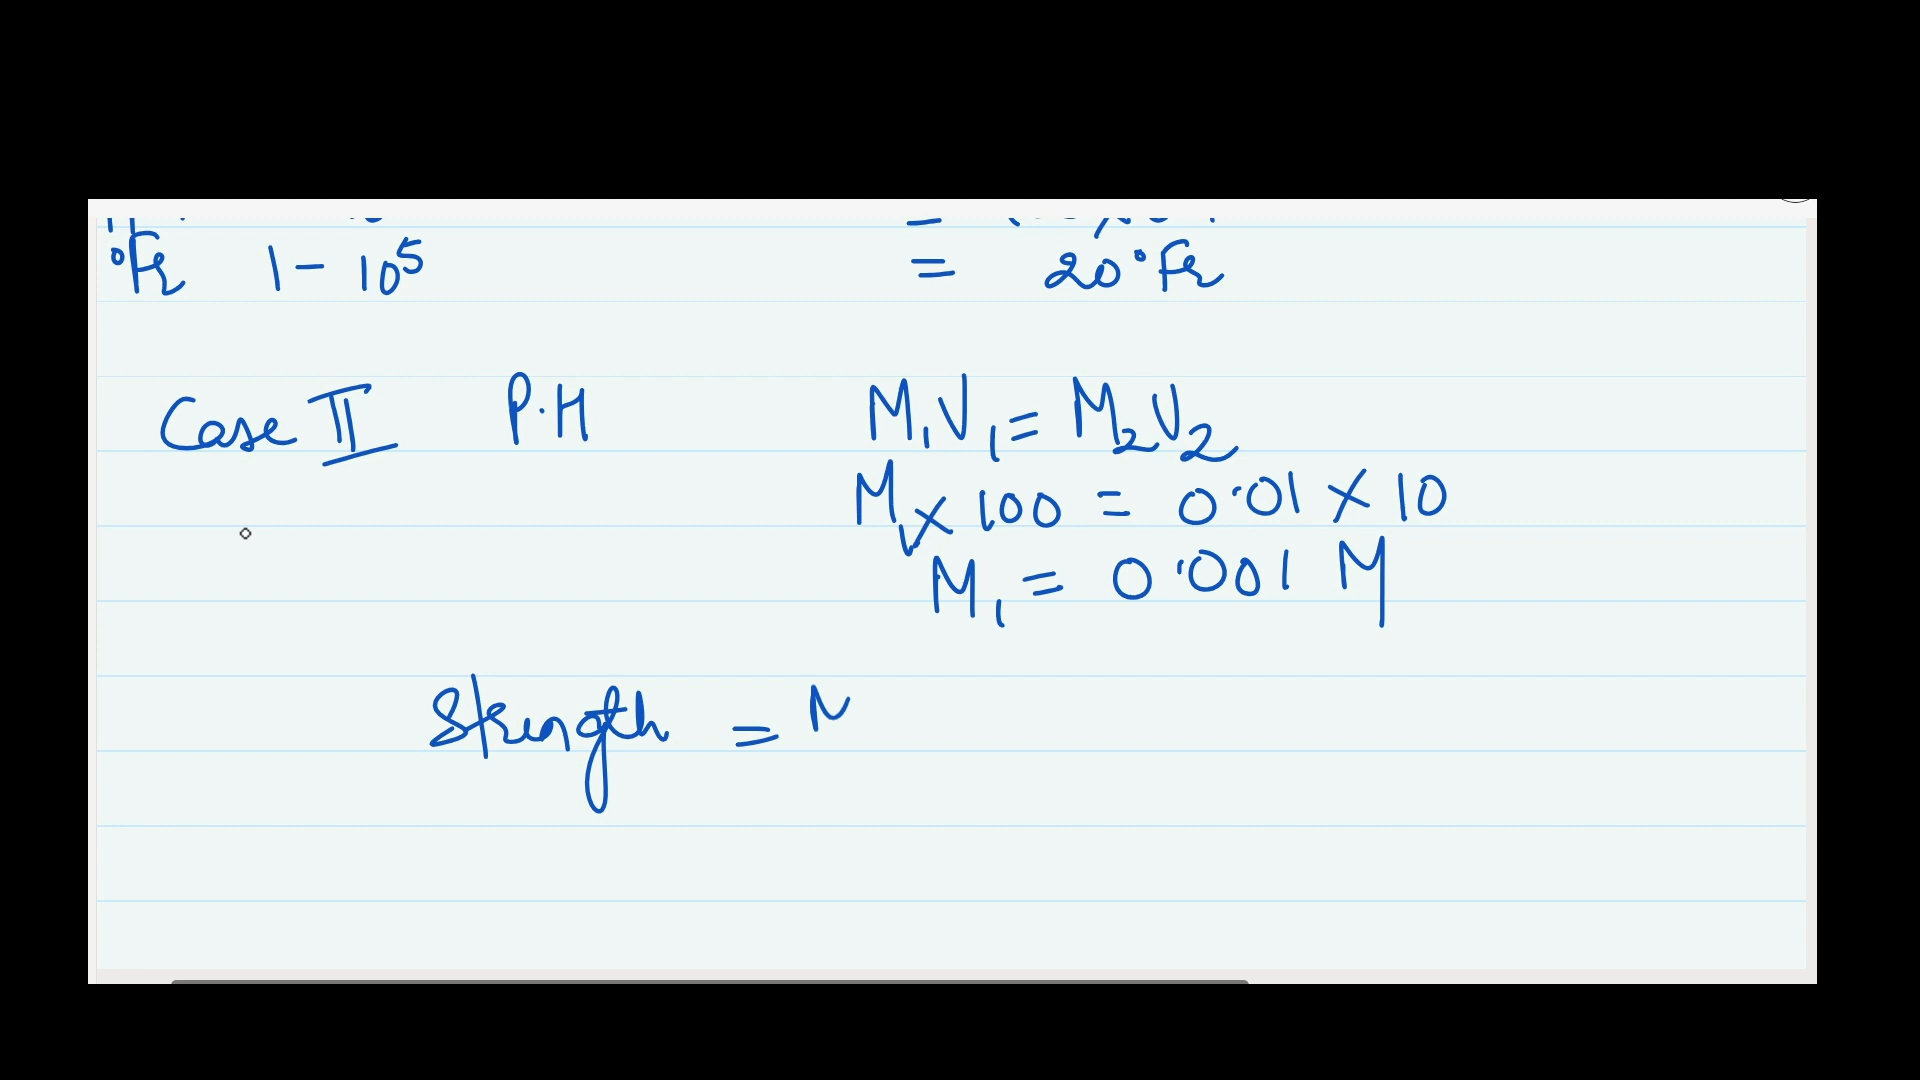 °Fr 1 - 10⁵ = 20°Fr
Case II P.H M₁V₁ = M₂V₂
M₁ × 100 = 0.01 × 10
M₁ = 0.001 M
Strength =